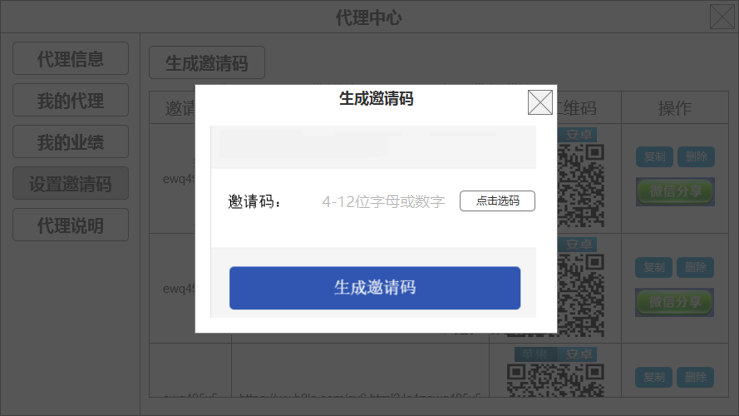 代理中心
代理信息
我的代理
我的业绩
设置邀请码
代理说明
生成邀请码
二维码
操作
生成邀请码
邀请码：
4-12位字母或数字
点击选码
生成邀请码
安卓
复制
删除
微信分享
安卓
复制
删除
微信分享
苹果
安卓
复制
删除